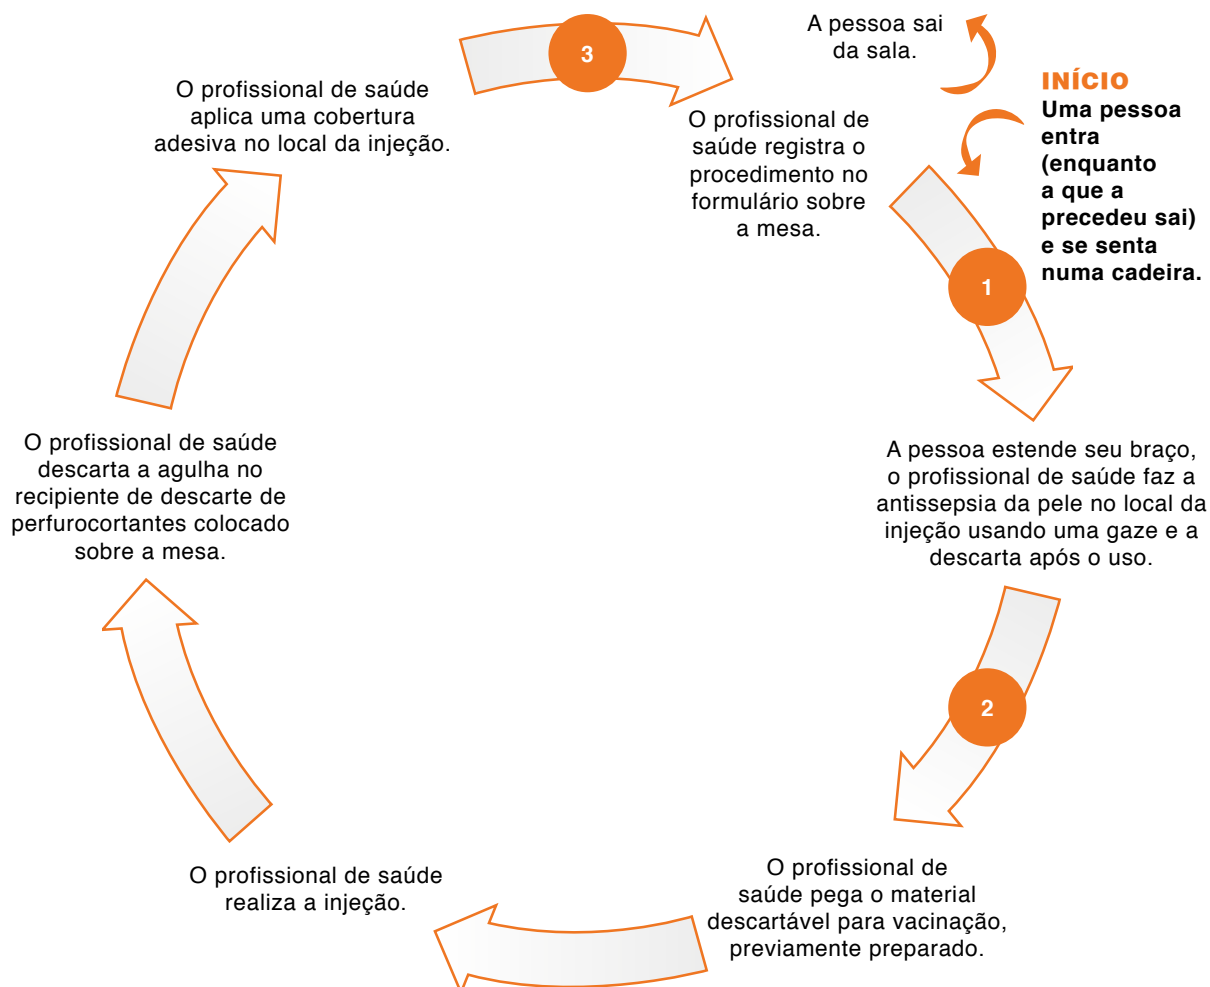 INÍCIO
Uma pessoa
entra
(enquanto
a que a
precedeu sai)
e se senta
numa cadeira.
1
A pessoa estende seu braço,
o profissional de saúde faz a
antissepsia da pele no local da
injeção usando uma gaze e a
descarta após o uso.
2
O profissional de
saúde pega o material
descartável para vacinação,
previamente preparado.
O profissional de saúde
realiza a injeção.
O profissional de saúde
descarta a agulha no
recipiente de descarte de
perfurocortantes colocado
sobre a mesa.
O profissional de saúde
aplica uma cobertura
adesiva no local da injeção.
3
O profissional de
saúde registra o
procedimento no
formulário sobre
a mesa.
A pessoa sai
da sala.